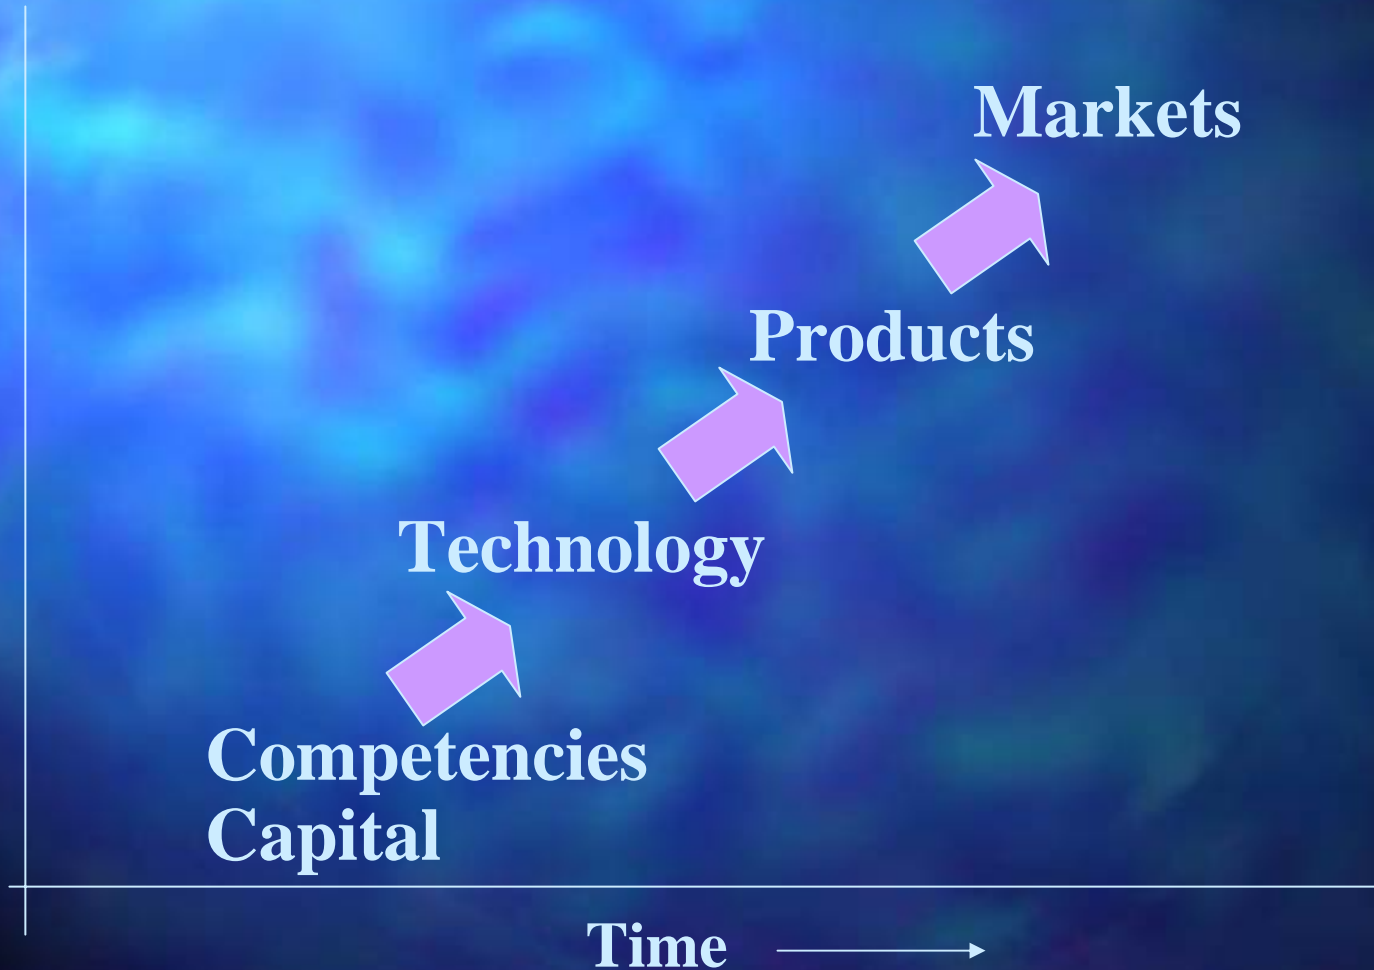 Markets
Products
Technology
Competencies
Capital
Time